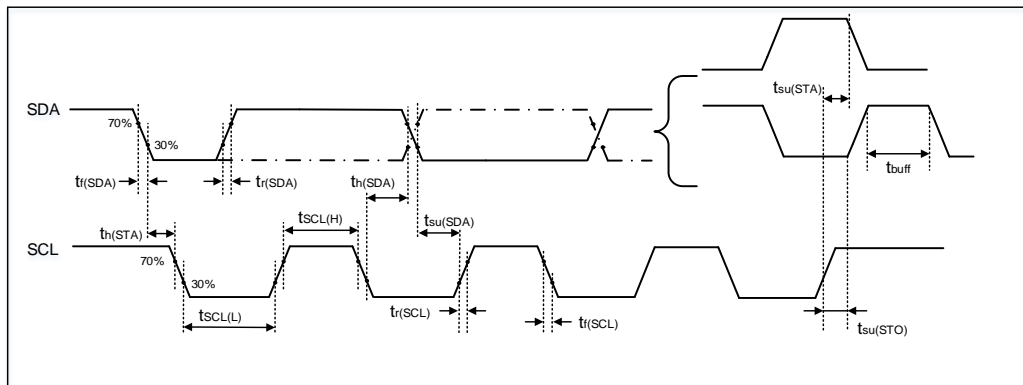 tsu(STA)
SDA
70%
30%
tbuff
tf(SDA)
tr(SDA)
th(SDA)
tSCL(H)
tsu(SDA)
th(STA)
SCL
70%
30%
tr(SCL)
tf(SCL)
tSCL(L)
tsu(STO)